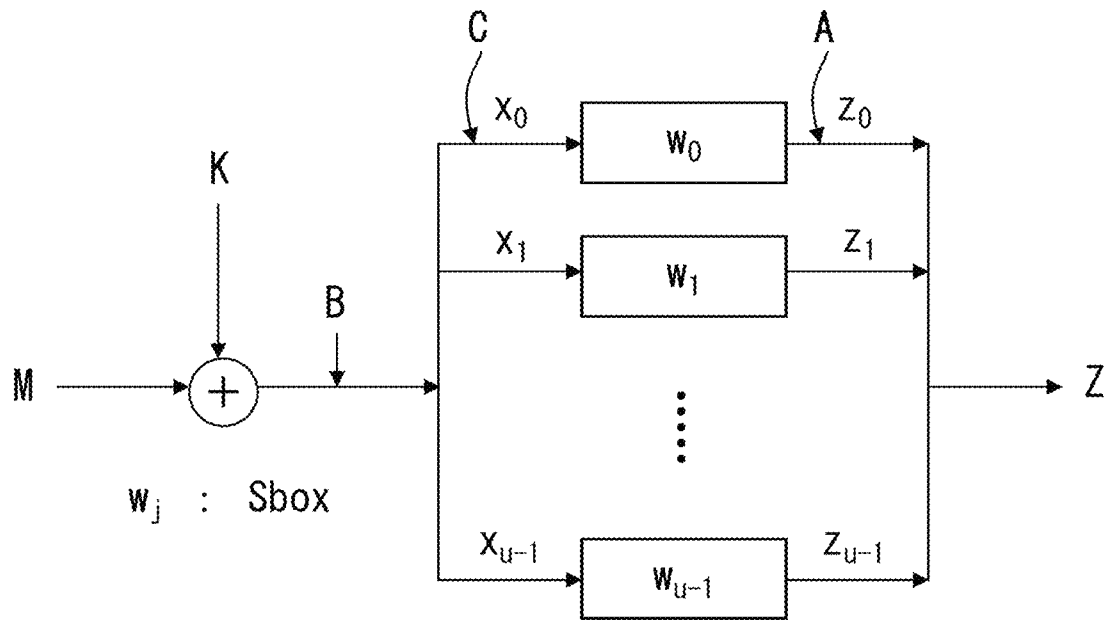 C A
x₀ w₀ z₀
K
x₁ w₁ z₁
B
M + Z
wⱼ : Sbox
xᵤ₋₁ wᵤ₋₁ zᵤ₋₁